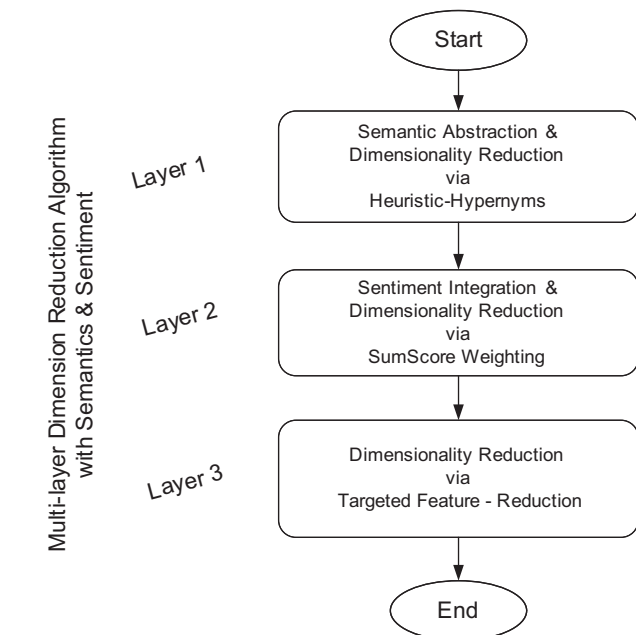 Start
Multi-layer Dimension Reduction Algorithm
with Semantics & Sentiment
Layer 1
Semantic Abstraction &
Dimensionality Reduction
via
Heuristic-Hypernyms
Layer 2
Sentiment Integration &
Dimensionality Reduction
via
SumScore Weighting
Layer 3
Dimensionality Reduction
via
Targeted Feature - Reduction
End